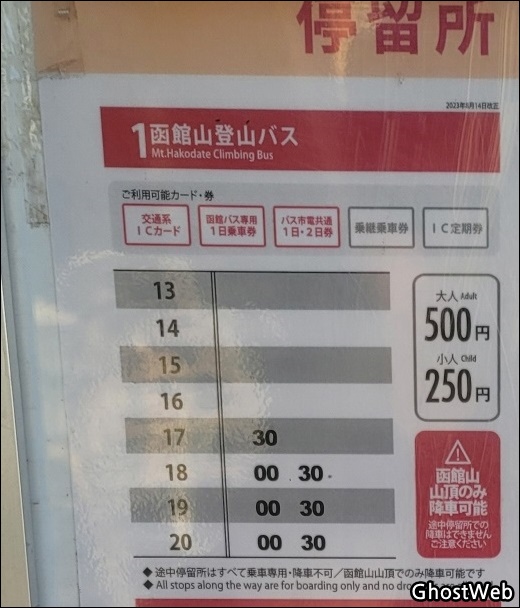 停留所
2023年8月14日改正
1 函館山登山バス
Mt.Hakodate Climbing Bus
ご利用可能カード・券
交通系
ICカード
函館バス専用
1日乗車券
バス市電共通
1日・2日券
乗継乗車券
IC定期券
13
14
15
16
17 30
18 00 30
19 00 30
20 00 30
大人 Adult
500円
小人 Child
250円
函館山
山頂のみ
降車可能
途中停留所での
降車はできません
ご注意ください
◆ 途中停留所はすべて乗車専用・降車不可/函館山山頂でのみ降車可能です
◆ All stops along the way are for boarding only and no dro
GhostWeb